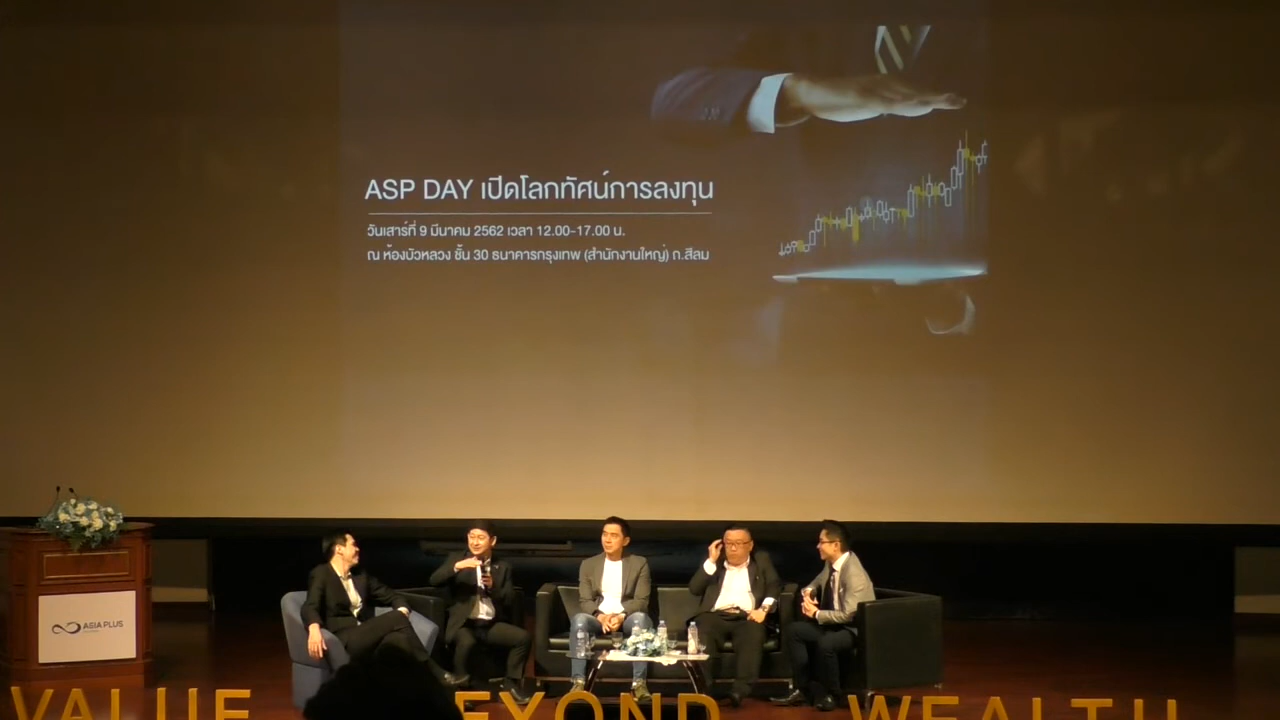 ASP DAY เปิดโลกทัศน์การลงทุน
วันเสาร์ที่ 9 มีนาคม 2562 เวลา 12.00-17.00 น.
ณ ห้องบัวหลวง ชั้น 30 ธนาคารกรุงเทพ (สำนักงานใหญ่) ถ.สีลม
ASIA PLUS
VALUE BEYOND WEALTH